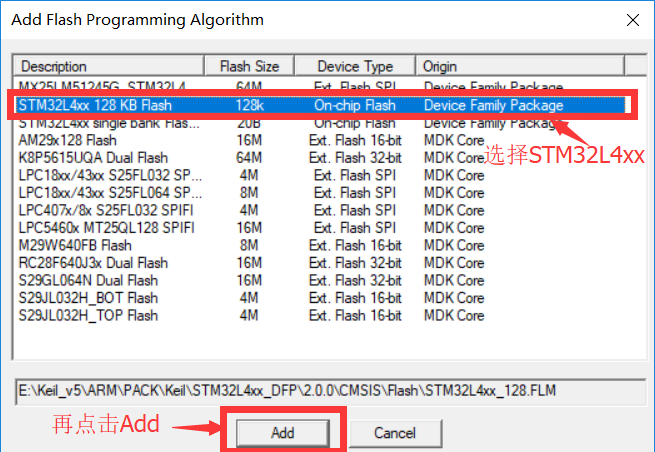 Add Flash Programming Algorithm
Description Flash Size Device Type Origin
MX25LM51245G_STM32L4... 64M Ext. Flash SPI Device Family Package
STM32L4xx 128 KB Flash 128k On-chip Flash Device Family Package
STM32L4xx single bank Flas... 20B On-chip Flash Device Family Package
AM29x128 Flash 16M Ext. Flash 16-bit MDK Core
K8P5615UQA Dual Flash 64M Ext. Flash 32-bit MDK Core
LPC18xx/43xx S25FL032 SP... 4M Ext. Flash SPI MDK Core
LPC18xx/43xx S25FL064 SP... 8M Ext. Flash SPI MDK Core
LPC407x/8x S25FL032 SPIFI 4M Ext. Flash SPI MDK Core
LPC5460x MT25QL128 SPIFI 16M Ext. Flash SPI MDK Core
M29W640FB Flash 8M Ext. Flash 16-bit MDK Core
RC28F640J3x Dual Flash 16M Ext. Flash 32-bit MDK Core
S29GL064N Dual Flash 16M Ext. Flash 32-bit MDK Core
S29JL032H_BOT Flash 4M Ext. Flash 16-bit MDK Core
S29JL032H_TOP Flash 4M Ext. Flash 16-bit MDK Core
选择STM32L4xx
E:\Keil_v5\ARM\PACK\Keil\STM32L4xx_DFP\2.0.0\CMSIS\Flash\STM32L4xx_128.FLM
再点击Add
Add Cancel